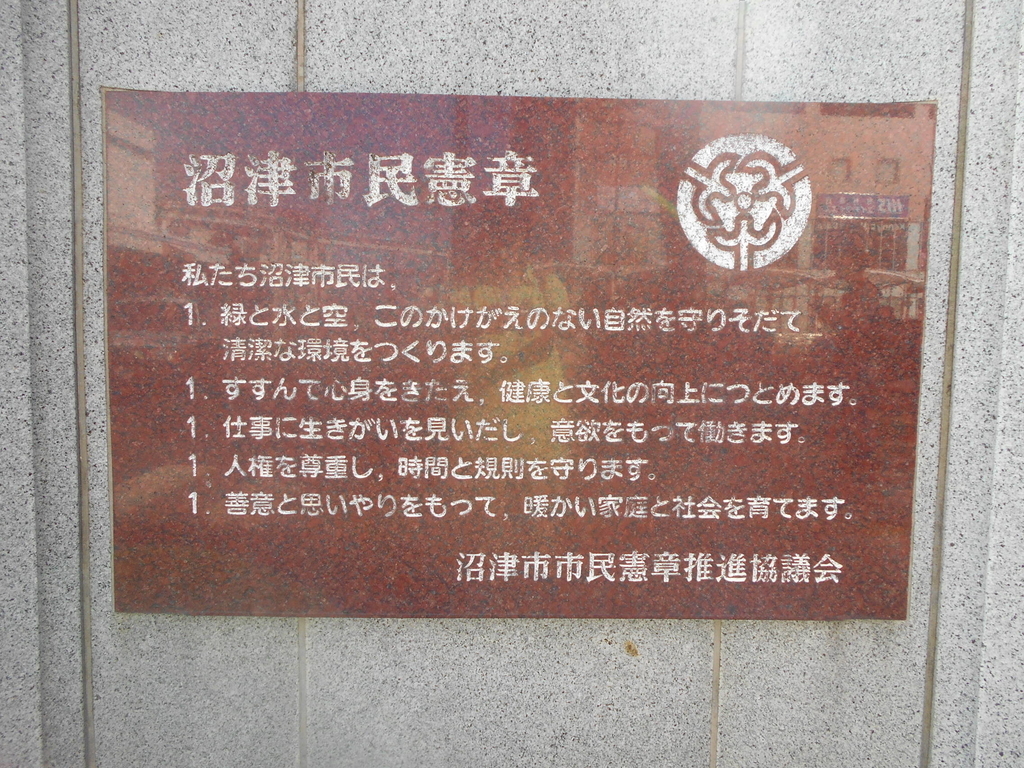 沼津市民憲章
私たち沼津市民は，
1. 緑と水と空，このかけがえのない自然を守りそだて
清潔な環境をつくります。
1. すすんで心身をきたえ，健康と文化の向上につとめます。
1. 仕事に生きがいを見いだし，意欲をもって働きます。
1. 人権を尊重し，時間と規則を守ります。
1. 善意と思いやりをもって，暖かい家庭と社会を育てます。
沼津市市民憲章推進協議会